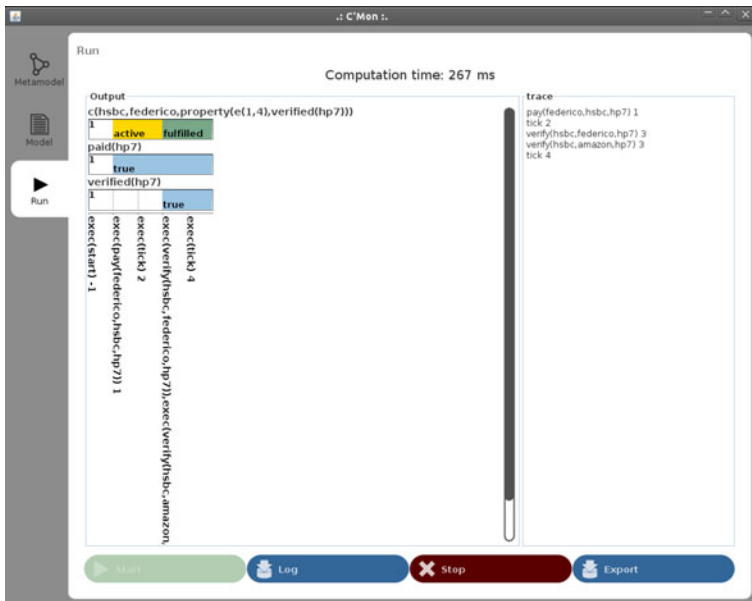 .: C'Mon :.
Metamodel
Model
Run
Run
Computation time: 267 ms
Output
c(hsbc,federico,property(e(1,4),verified(hp7)))
1
active fulfilled
paid(hp7)
1
true
verified(hp7)
1
true
exec(start) -1
exec(pay(federico,hsbc,hp7)) 1
exec(tick) 2
exec(verify(hsbc,federico,hp7)),exec(verify(hsbc,amazon,
exec(tick) 4
trace
pay(federico,hsbc,hp7) 1
tick 2
verify(hsbc,federico,hp7) 3
verify(hsbc,amazon,hp7) 3
tick 4
Start
Log
Stop
Export